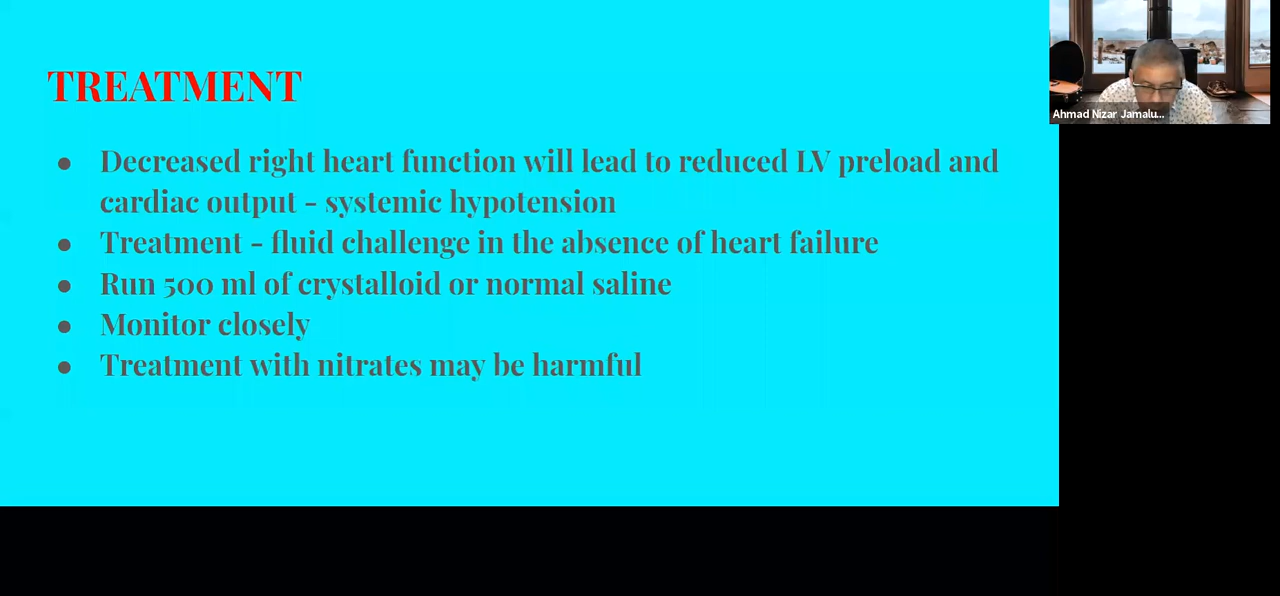 TREATMENT
● Decreased right heart function will lead to reduced LV preload and
cardiac output - systemic hypotension
● Treatment - fluid challenge in the absence of heart failure
● Run 500 ml of crystalloid or normal saline
● Monitor closely
● Treatment with nitrates may be harmful
Ahmad Nizar Jamalu...